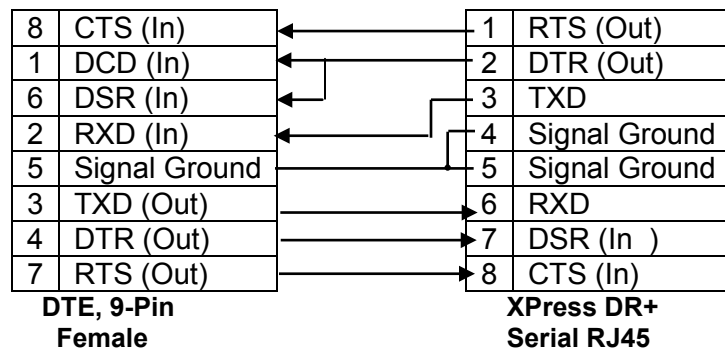 8 CTS (In) 1 RTS (Out)
1 DCD (In) 2 DTR (Out)
6 DSR (In) 3 TXD
2 RXD (In) 4 Signal Ground
5 Signal Ground 5 Signal Ground
3 TXD (Out) 6 RXD
4 DTR (Out) 7 DSR (In )
7 RTS (Out) 8 CTS (In)
DTE, 9-Pin XPress DR+
Female Serial RJ45